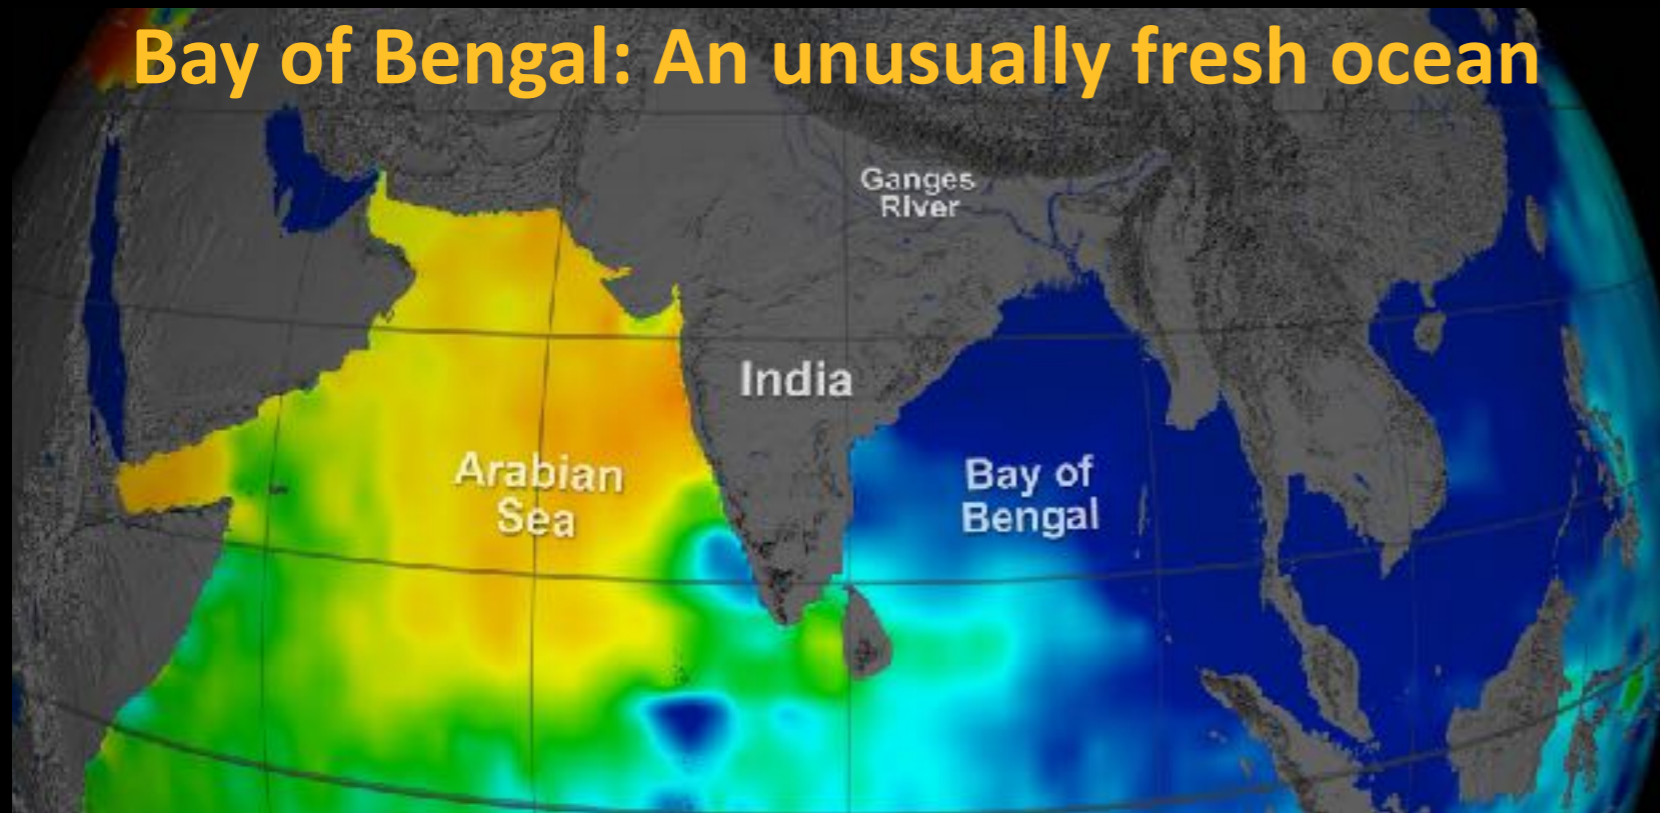 Bay of Bengal: An unusually fresh ocean
Ganges
River
India
Arabian
Sea
Bay of
Bengal